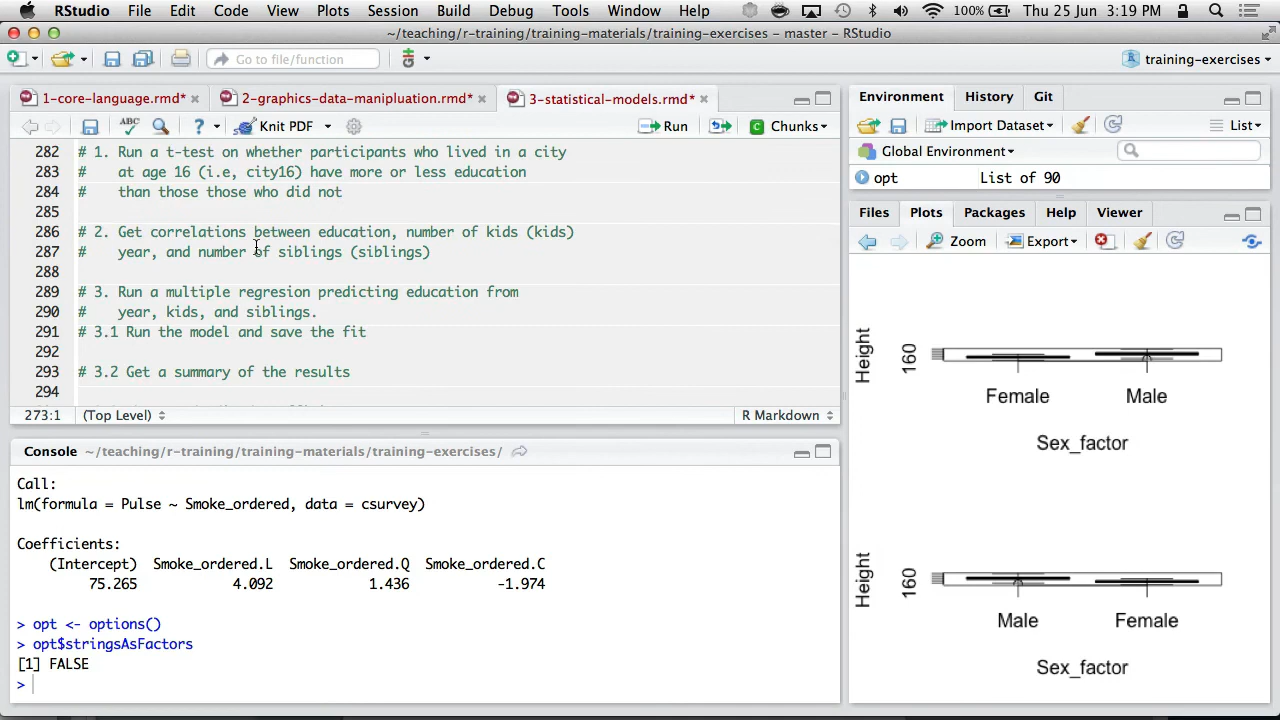 RStudio File Edit Code View Plots Session Build Debug Tools Window Help 100% Thu 25 Jun 3:19 PM
~/teaching/r-training/training-materials/training-exercises - master - RStudio
Go to file/function training-exercises
1-core-language.rmd* 2-graphics-data-manipluation.rmd* 3-statistical-models.rmd*
ABC Knit PDF Run Chunks
282 # 1. Run a t-test on whether participants who lived in a city
283 #    at age 16 (i.e, city16) have more or less education
284 #    than those those who did not
285
286 # 2. Get correlations between education, number of kids (kids)
287 #    year, and number of siblings (siblings)
288
289 # 3. Run a multiple regresion predicting education from
290 #    year, kids, and siblings.
291 # 3.1 Run the model and save the fit
292
293 # 3.2 Get a summary of the results
294
273:1 (Top Level) R Markdown
Console ~/teaching/r-training/training-materials/training-exercises/
Call:
lm(formula = Pulse ~ Smoke_ordered, data = csurvey)
Coefficients:
(Intercept) Smoke_ordered.L Smoke_ordered.Q Smoke_ordered.C
75.265 4.092 1.436 -1.974
> opt <- options()
> opt$stringsAsFactors
[1] FALSE
>
Environment History Git
Import Dataset List
Global Environment
opt List of 90
Files Plots Packages Help Viewer
Zoom Export
Height
160
Female Male
Sex_factor
Height
160
Male Female
Sex_factor